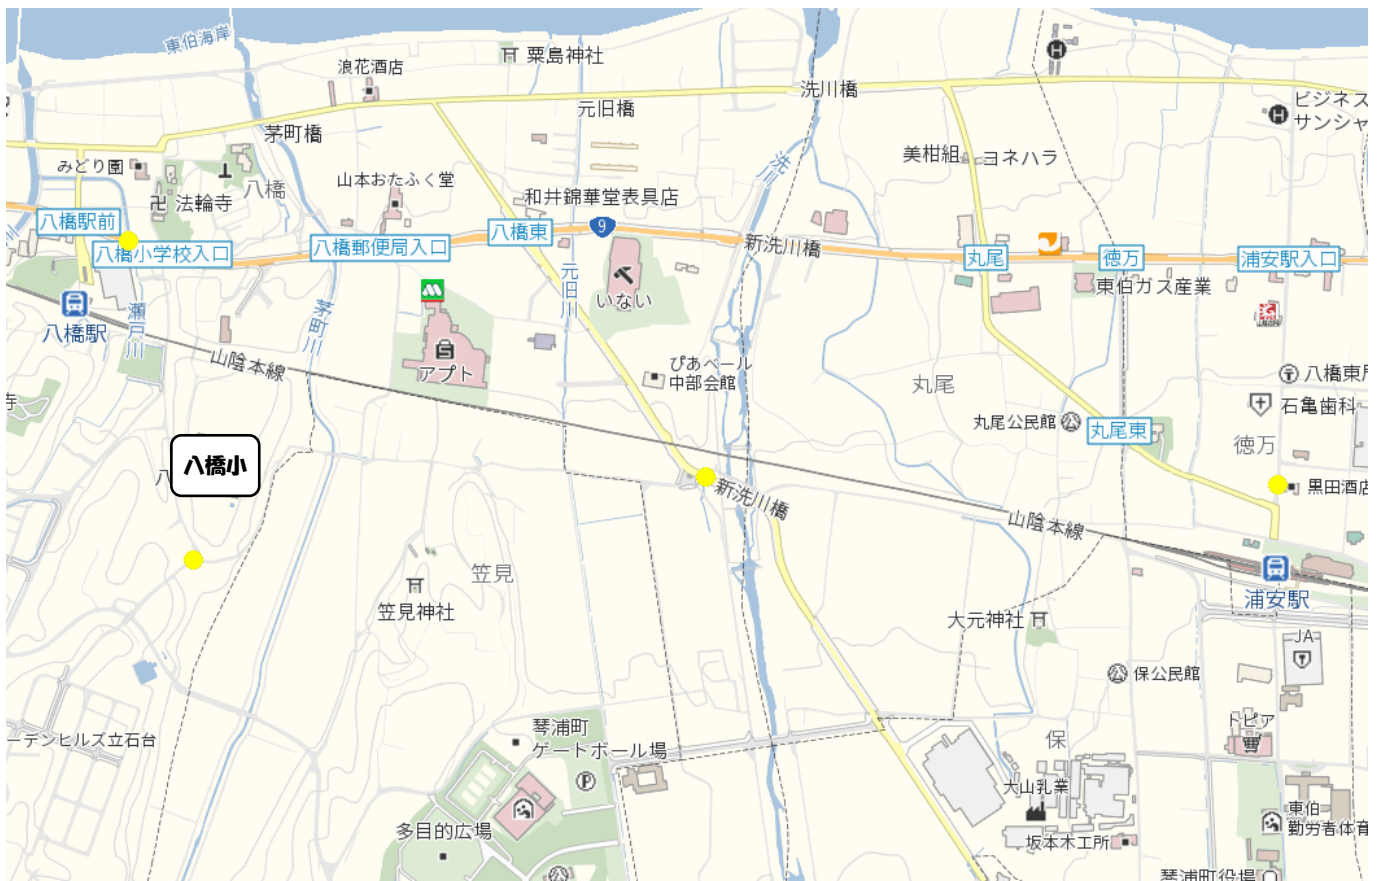 東伯海岸
粟島神社
浪花酒店
洗川橋
元旧橋
ビジネス
サンシャ
茅町橋
みどり園
八橋
法輪寺
山本おたふく堂
洗川
美柑組
ヨネハラ
和井錦華堂表具店
八橋駅前
八橋小学校入口
八橋郵便局入口
八橋東
9
新洗川橋
丸尾
徳万
浦安駅入口
東伯ガス産業
元旧川
いない
八橋駅
瀬戸川
茅町川
山陰本線
アプト
ぴあベール
中部会館
丸尾
八橋東
石亀歯科
丸尾公民館
丸尾東
徳万
寺
八橋小
八
新洗川橋
黒田酒店
山陰本線
笠見
笠見神社
浦安駅
大元神社
JA
保公民館
ーデンヒルズ立石台
琴浦町
ゲートボール場
P
トピア
保
大山乳業
多目的広場
坂本木工所
東伯
勤労者体育
琴浦町役場